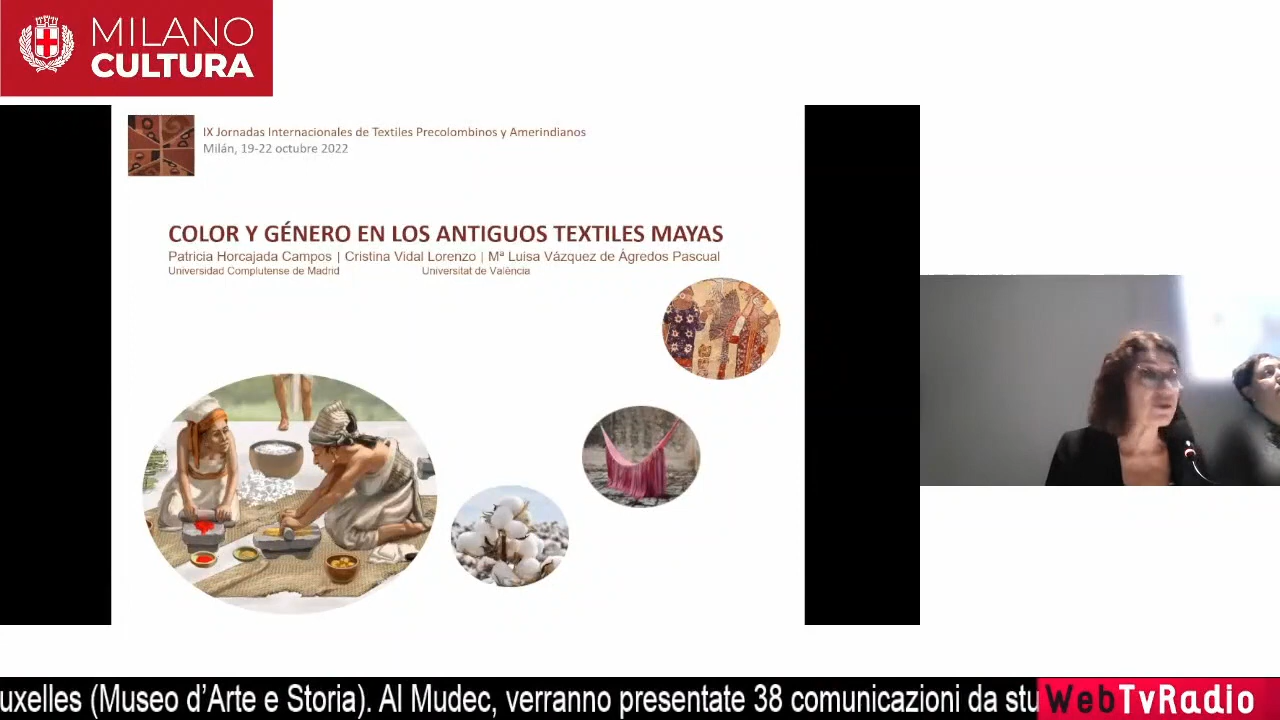 MILANO
CULTURA
IX Jornadas Internacionales de Textiles Precolombinos y Amerindianos
Milán, 19-22 octubre 2022
COLOR Y GÉNERO EN LOS ANTIGUOS TEXTILES MAYAS
Patricia Horcajada Campos | Cristina Vidal Lorenzo | Mª Luisa Vázquez de Ágredos Pascual
Universidad Complutense de Madrid Universitat de València
uxelles (Museo d'Arte e Storia). Al Mudec, verranno presentate 38 comunicazioni da stu
WebTvRadio